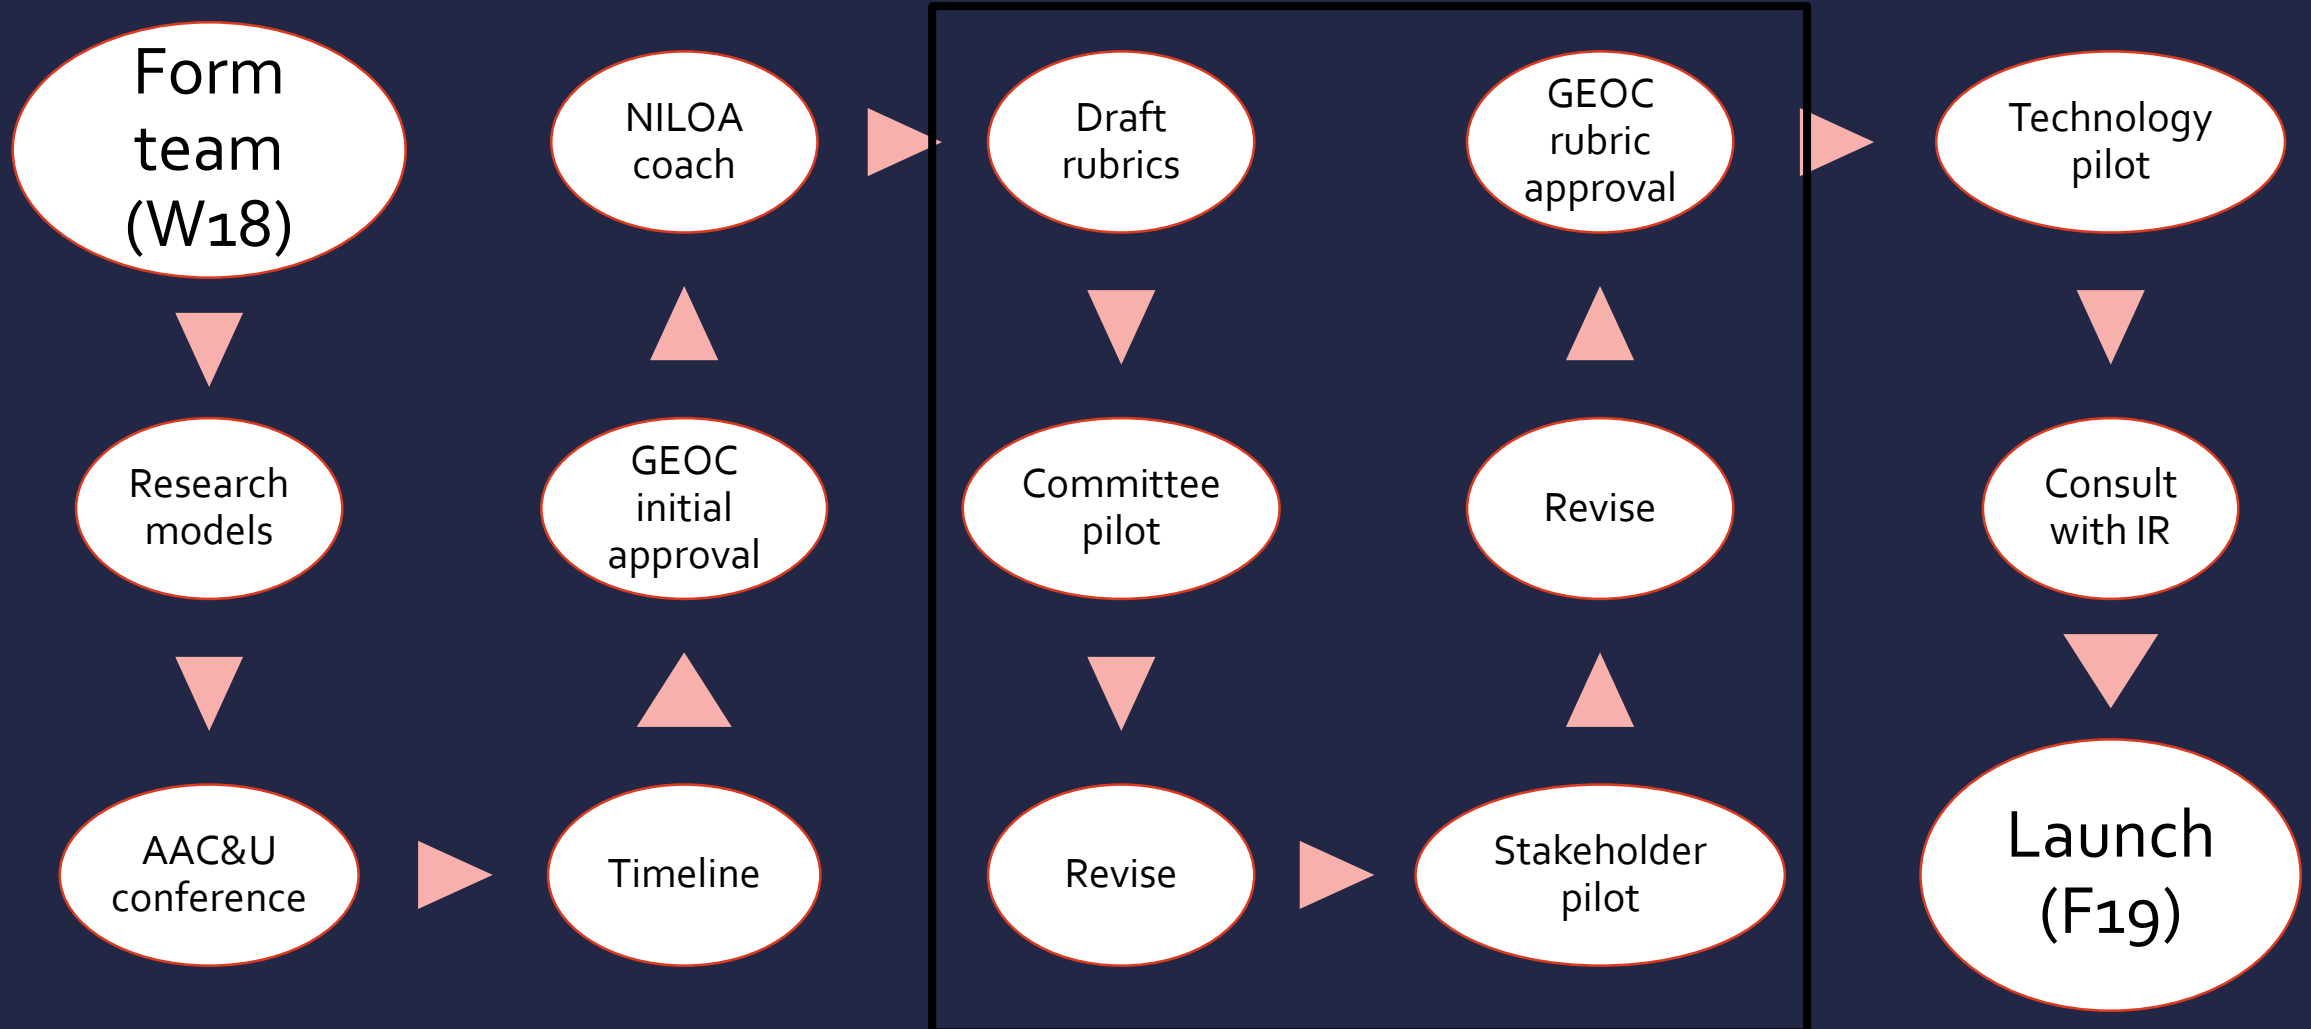 Form
team
(W18)
Research
models
AAC&U
conference
Timeline
GEOC
initial
approval
NILOA
coach
Draft
rubrics
Committee
pilot
Revise
Stakeholder
pilot
Revise
GEOC
rubric
approval
Technology
pilot
Consult
with IR
Launch
(F19)